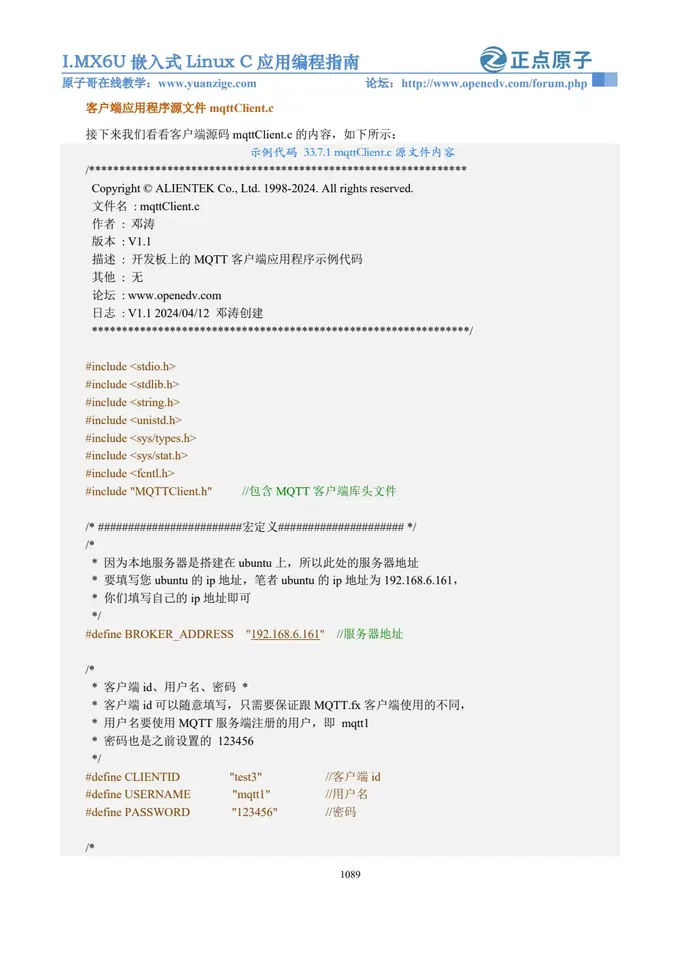 I.MX6U 嵌入式 Linux C 应用编程指南
正点原子
原子哥在线教学：www.yuanzige.com
论坛：http://www.openedv.com/forum.php
客户端应用程序源文件 mqttClient.c
接下来我们看看客户端源码 mqttClient.c 的内容，如下所示：
示例代码 33.7.1 mqttClient.c 源文件内容
/***************************************************************
Copyright © ALIENTEK Co., Ltd. 1998-2024. All rights reserved.
文件名 : mqttClient.c
作者 : 邓涛
版本 : V1.1
描述 : 开发板上的 MQTT 客户端应用程序示例代码
其他 : 无
论坛 : www.openedv.com
日志 : V1.1 2024/04/12 邓涛创建
***************************************************************/
#include <stdio.h>
#include <stdlib.h>
#include <string.h>
#include <unistd.h>
#include <sys/types.h>
#include <sys/stat.h>
#include <fcntl.h>
#include "MQTTClient.h" //包含 MQTT 客户端库头文件
/* ########################宏定义##################### */
/*
* 因为本地服务器是搭建在 ubuntu 上，所以此处的服务器地址
* 要填写您 ubuntu 的 ip 地址，笔者 ubuntu 的 ip 地址为 192.168.6.161，
* 你们填写自己的 ip 地址即可
*/
#define BROKER_ADDRESS "192.168.6.161" //服务器地址
/*
* 客户端 id、用户名、密码 *
* 客户端 id 可以随意填写，只需要保证跟 MQTT.fx 客户端使用的不同，
* 用户名要使用 MQTT 服务端注册的用户，即 mqtt1
* 密码也是之前设置的 123456
*/
#define CLIENTID "test3" //客户端 id
#define USERNAME "mqtt1" //用户名
#define PASSWORD "123456" //密码
/*
1089